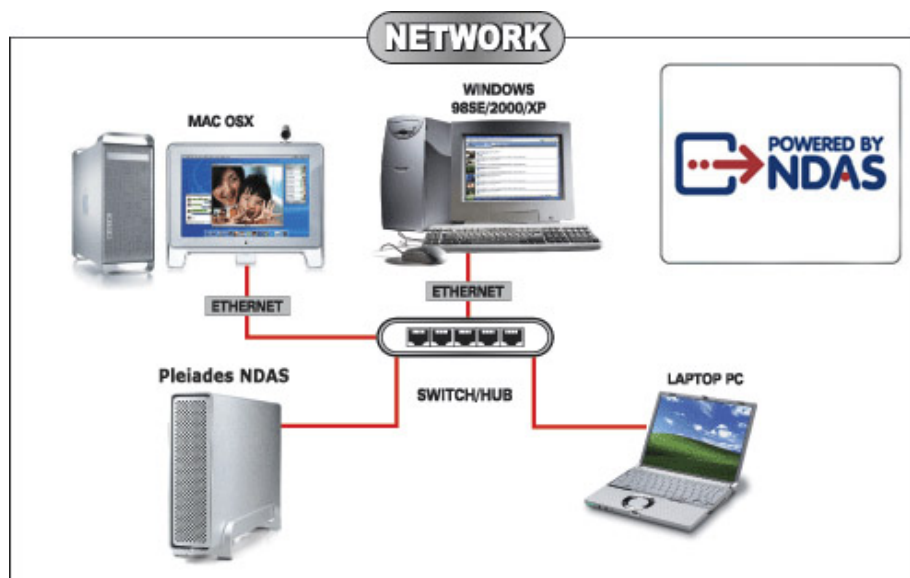 NETWORK
MAC OSX
WINDOWS
98SE/2000/XP
POWERED BY
NDAS
ETHERNET
ETHERNET
Pleiades NDAS
SWITCH/HUB
LAPTOP PC